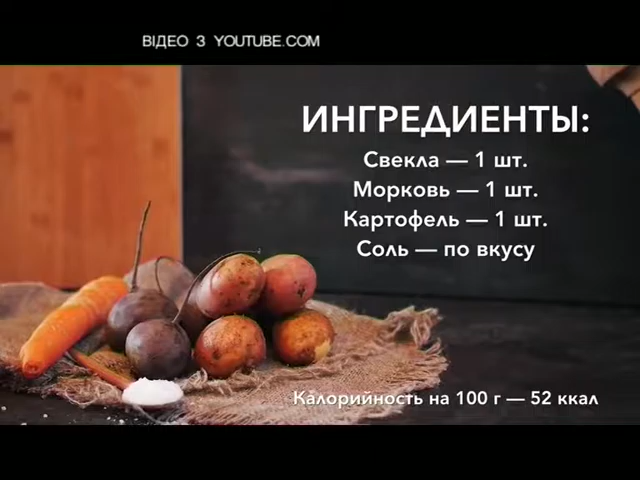 ВІДЕО З YOUTUBE.COM
ИНГРЕДИЕНТЫ:
Свекла — 1 шт.
Морковь — 1 шт.
Картофель — 1 шт.
Соль — по вкусу
Калорийность на 100 г — 52 ккал